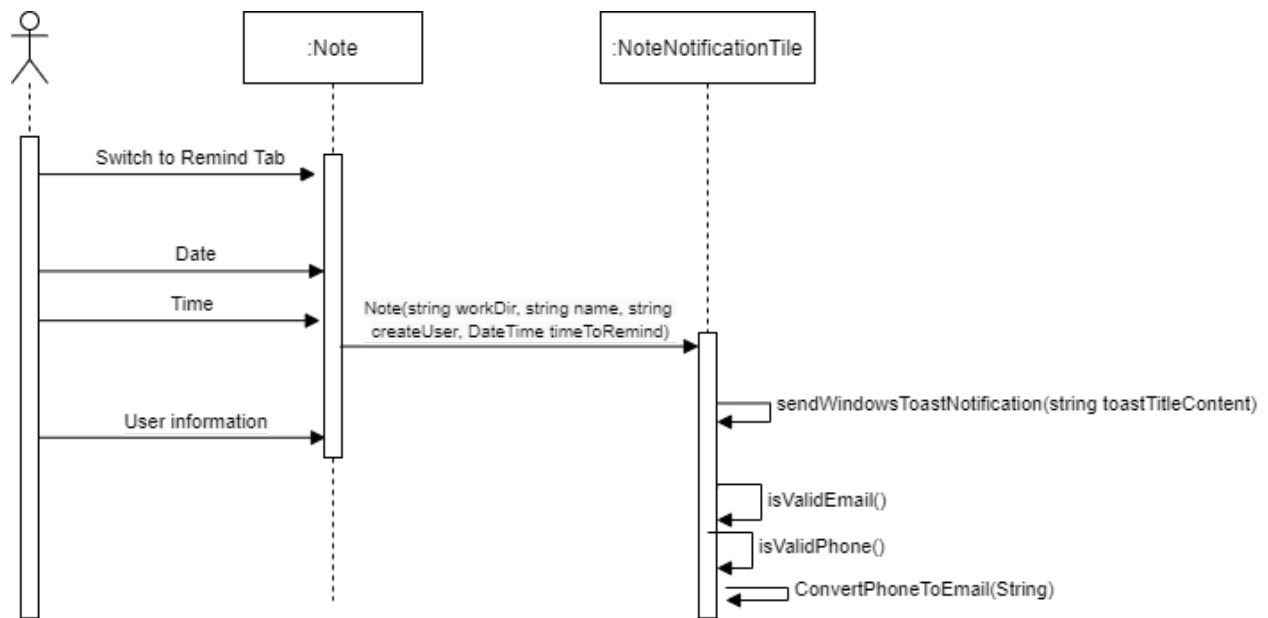 :Note
:NoteNotificationTile
Switch to Remind Tab
Date
Time
Note(string workDir, string name, string
createUser, DateTime timeToRemind)
sendWindowsToastNotification(string toastTitleContent)
User information
isValidEmail()
isValidPhone()
ConvertPhoneToEmail(String)